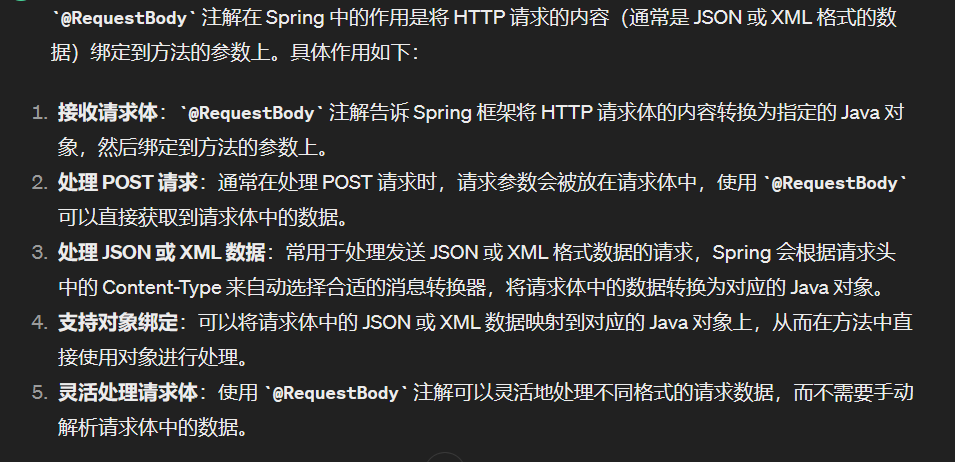 `@RequestBody` 注解在 Spring 中的作用是将 HTTP 请求的内容（通常是 JSON 或 XML 格式的数
据）绑定到方法的参数上。具体作用如下：
1. 接收请求体：`@RequestBody` 注解告诉 Spring 框架将 HTTP 请求体的内容转换为指定的 Java 对
象，然后绑定到方法的参数上。
2. 处理 POST 请求：通常在处理 POST 请求时，请求参数会被放在请求体中，使用 `@RequestBody`
可以直接获取到请求体中的数据。
3. 处理 JSON 或 XML 数据：常用于处理发送 JSON 或 XML 格式数据的请求，Spring 会根据请求头
中的 Content-Type 来自动选择合适的消息转换器，将请求体中的数据转换为对应的 Java 对象。
4. 支持对象绑定：可以将请求体中的 JSON 或 XML 数据映射到对应的 Java 对象上，从而在方法中直
接使用对象进行处理。
5. 灵活处理请求体：使用 `@RequestBody` 注解可以灵活地处理不同格式的请求数据，而不需要手动
解析请求体中的数据。